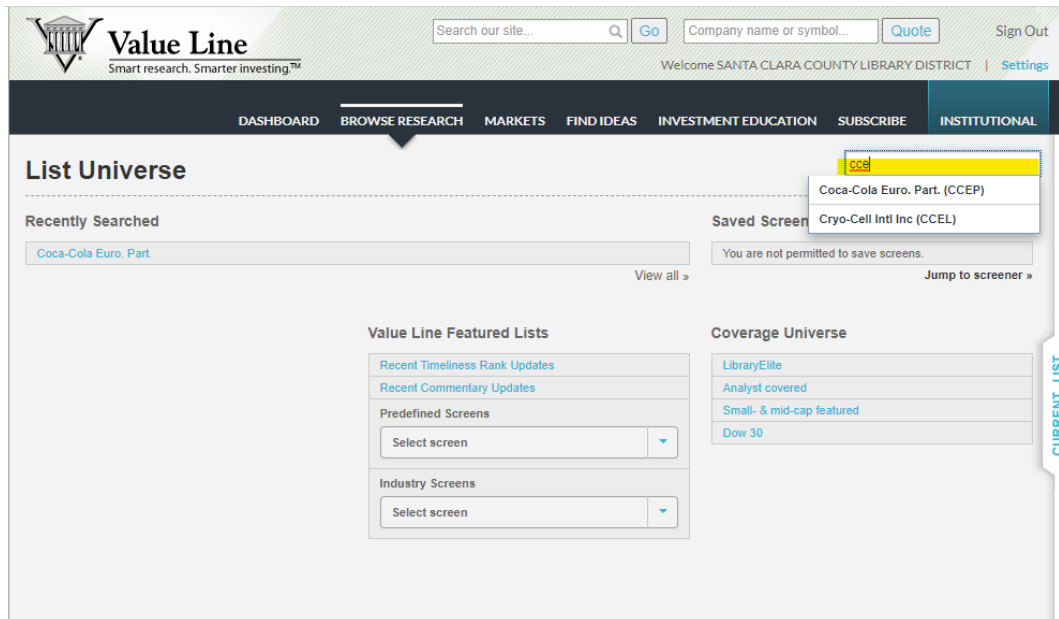 Value Line
Smart research. Smarter investing.™
Search our site...
Go
Company name or symbol...
Quote
Sign Out
Welcome SANTA CLARA COUNTY LIBRARY DISTRICT | Settings
DASHBOARD BROWSE RESEARCH MARKETS FIND IDEAS INVESTMENT EDUCATION SUBSCRIBE INSTITUTIONAL
List Universe
cce
Coca-Cola Euro. Part. (CCEP)
Cryo-Cell Intl Inc (CCEL)
Recently Searched
Coca-Cola Euro. Part.
View all »
Saved Screen
You are not permitted to save screens.
Jump to screener »
Value Line Featured Lists
Recent Timeliness Rank Updates
Recent Commentary Updates
Predefined Screens
Select screen
Industry Screens
Select screen
Coverage Universe
LibraryElite
Analyst covered
Small- & mid-cap featured
Dow 30
CURRENT LIST